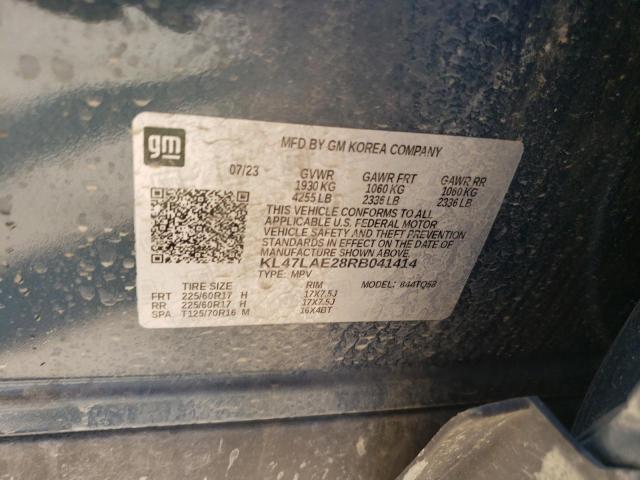 gm
MFD BY GM KOREA COMPANY
07/23 GVWR GAWR FRT GAWR RR
1930 KG 1060 KG 1060 KG
4255 LB 2336 LB 2336 LB
THIS VEHICLE CONFORMS TO ALL
APPLICABLE U.S. FEDERAL MOTOR
VEHICLE SAFETY AND THEFT PREVENTION
STANDARDS IN EFFECT ON THE DATE OF
MANUFACTURE SHOWN ABOVE.
KL47LAE28RB041414
TYPE: MPV MODEL: 844TQ58
TIRE SIZE RIM
FRT 225/60R17 H 17X7.5J
RR 225/60R17 H 17X7.5J
SPA T125/70R16 M 16X4BT